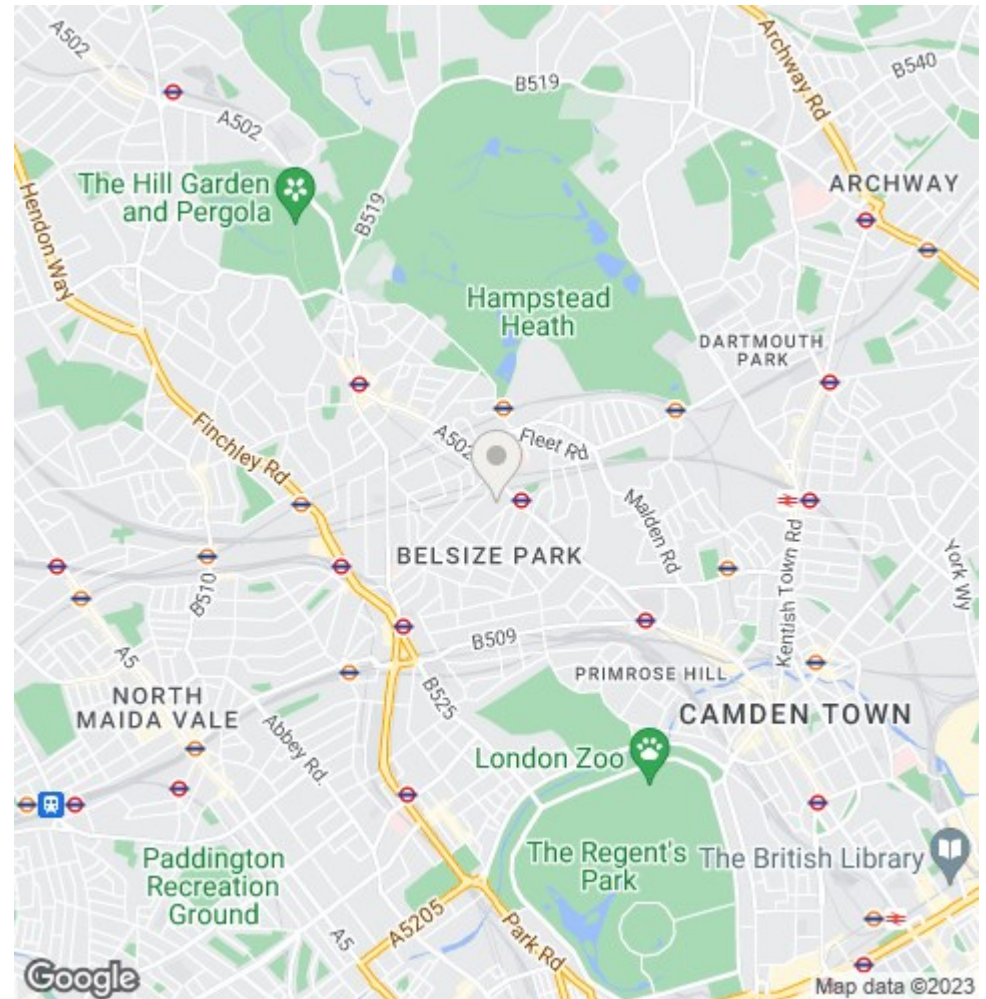 A502
B519
Archway Rd
B540
A502
The Hill Garden
and Pergola
B519
ARCHWAY
Hendon Way
Hampstead
Heath
DARTMOUTH
PARK
Finchley Rd
A502
Fleet Rd
Malden Rd
Kentish Town Rd
York Wy
BELSIZE PARK
B510
B509
A5
PRIMROSE HILL
NORTH
MAIDA VALE
B525
Abbey Rd.
CAMDEN TOWN
London Zoo
Paddington
Recreation
Ground
The Regent's
Park
The British Library
A5205
Park Rd
A5
Google
Map data ©2023